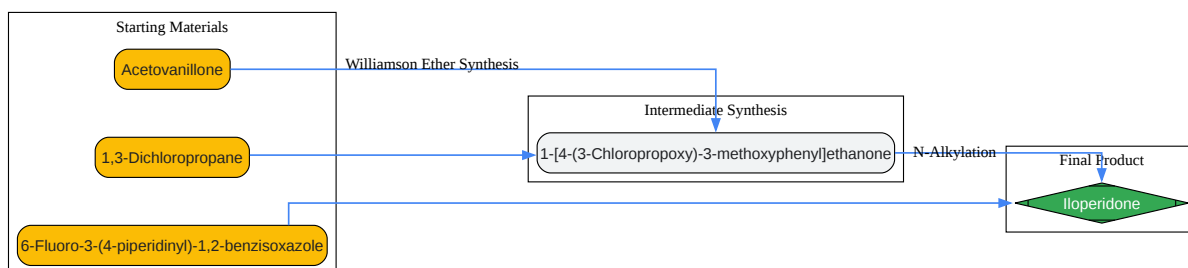 Starting Materials
Acetovanillone
Williamson Ether Synthesis
Intermediate Synthesis
1,3-Dichloropropane
1-[4-(3-Chloropropoxy)-3-methoxyphenyl]ethanone
N-Alkylation
Final Product
6-Fluoro-3-(4-piperidinyl)-1,2-benzisoxazole
Iloperidone